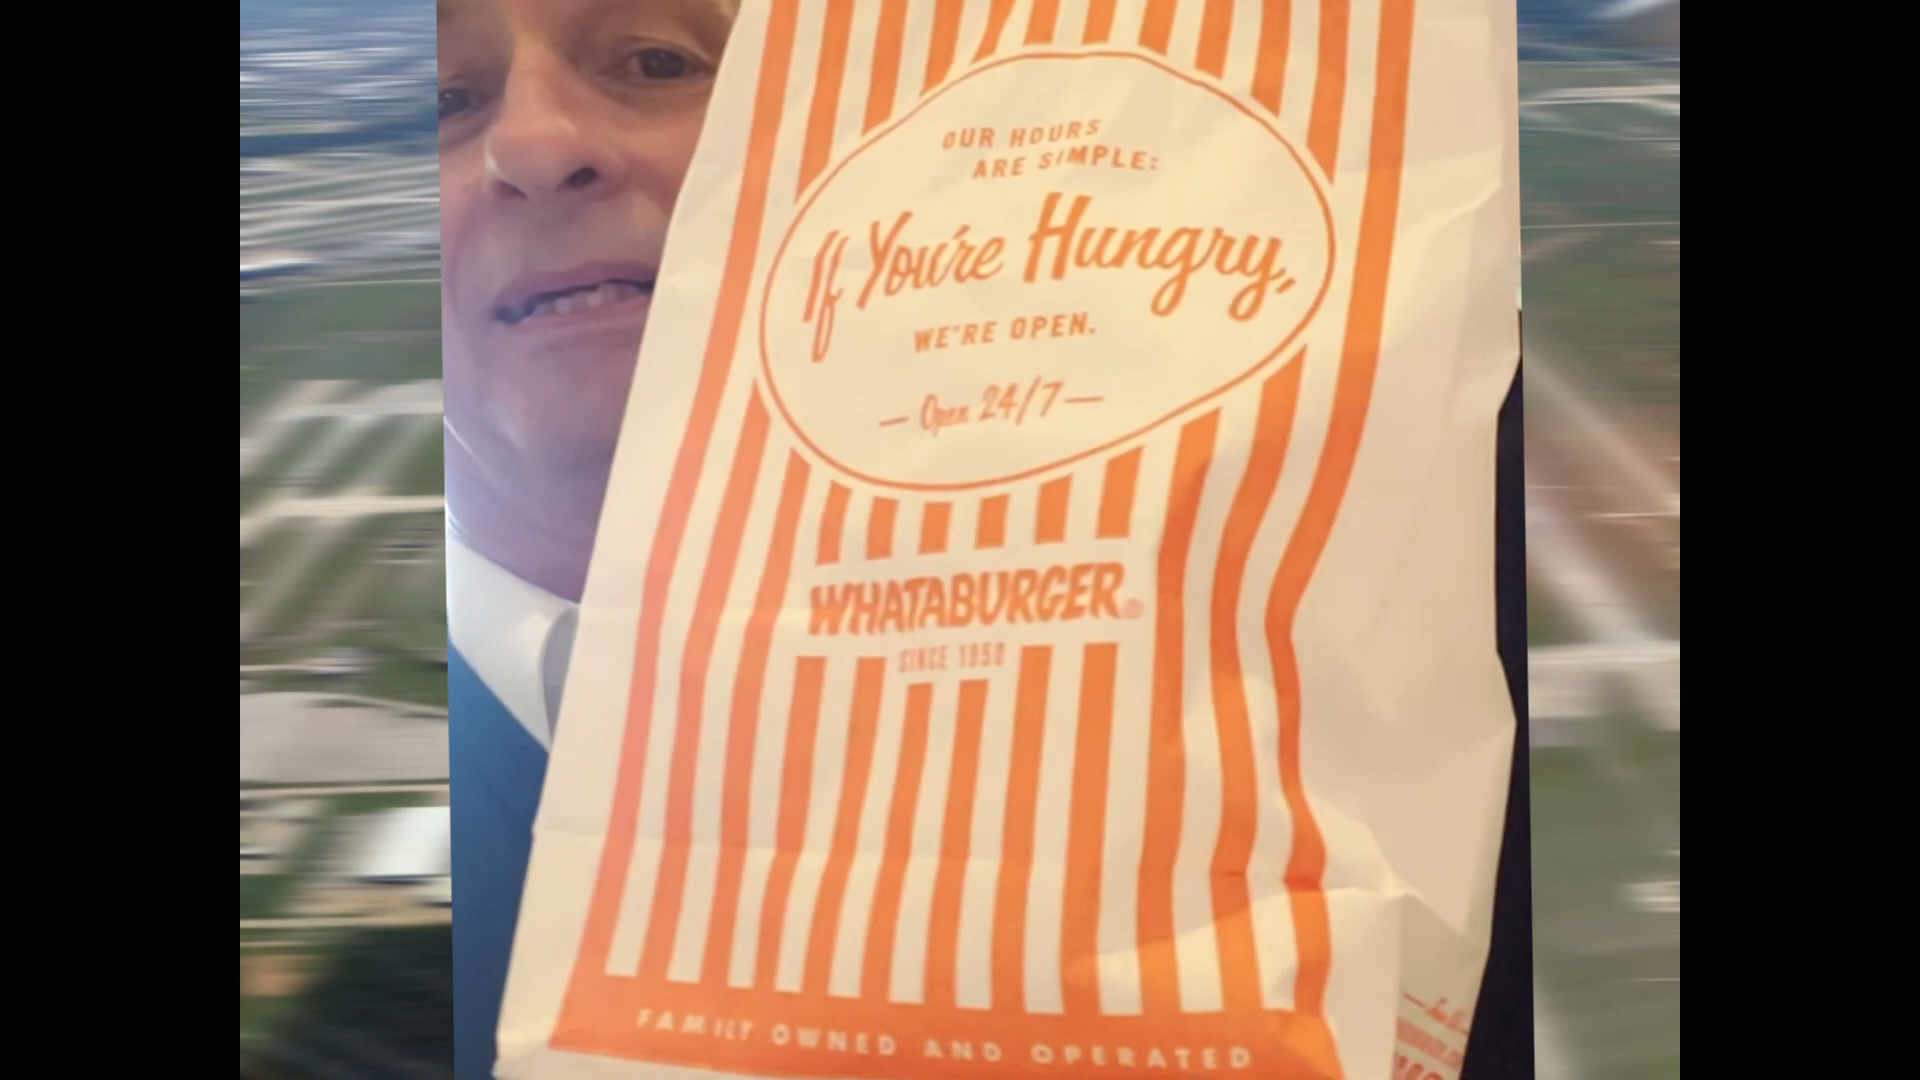 OUR HOURS
ARE SIMPLE:
If You're Hungry,
WE'RE OPEN.
— Open 24/7 —
WHATABURGER®
SINCE 1950
FAMILY OWNED AND OPERATED